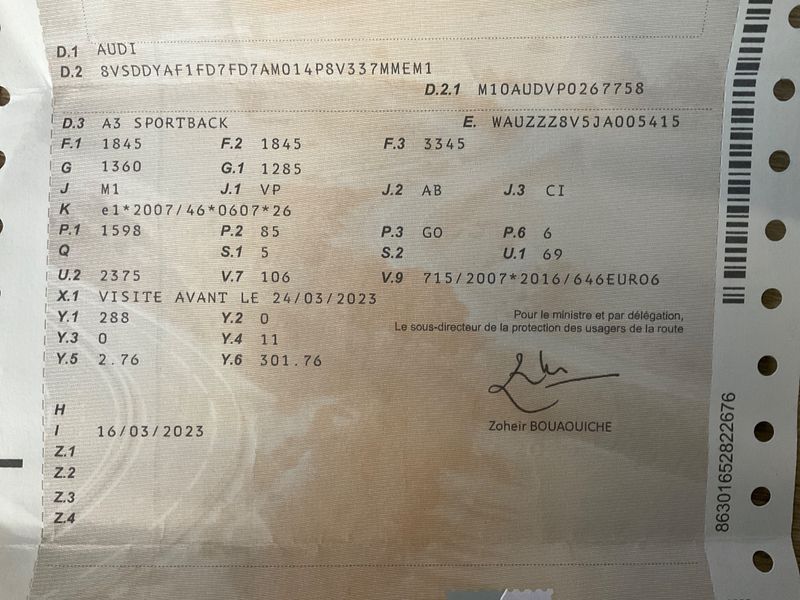 D.1 AUDI
D.2 8VSDDYAF1FD7FD7AM014P8V337MMEM1
D.2.1 M10AUDVP0267758
D.3 A3 SPORTBACK E. WAUZZZ8V5JA005415
F.1 1845 F.2 1845 F.3 3345
G 1360 G.1 1285
J M1 J.1 VP J.2 AB J.3 CI
K e1*2007/46*0607*26
P.1 1598 P.2 85 P.3 GO P.6 6
Q S.1 5 S.2 U.1 69
U.2 2375 V.7 106 V.9 715/2007*2016/646EURO6
X.1 VISITE AVANT LE 24/03/2023
Y.1 288 Y.2 0
Pour le ministre et par délégation,
Le sous-directeur de la protection des usagers de la route
Y.3 0 Y.4 11
Y.5 2.76 Y.6 301.76
H
I 16/03/2023
Zoheir BOUAOUICHE
Z.1
Z.2
Z.3
Z.4
86301652822676